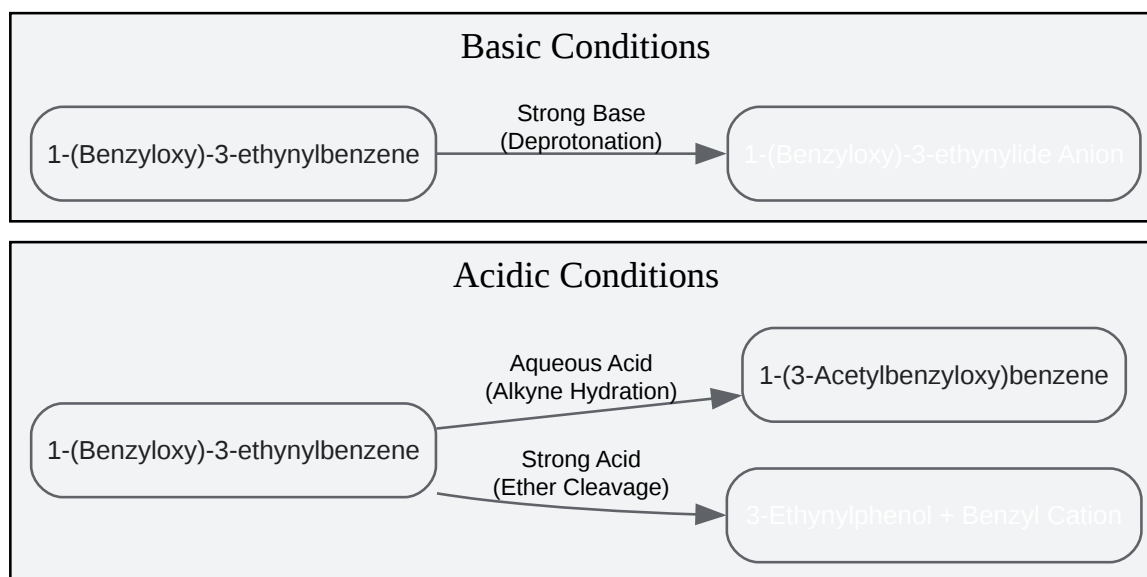 Basic Conditions
Strong Base
(Deprotonation)
1-(Benzyloxy)-3-ethynylbenzene
1-(Benzyloxy)-3-ethynylide Anion
Acidic Conditions
Aqueous Acid
(Alkyne Hydration)
1-(3-Acetylbenzyloxy)benzene
1-(Benzyloxy)-3-ethynylbenzene
Strong Acid
(Ether Cleavage)
3-Ethynylphenol + Benzyl Cation